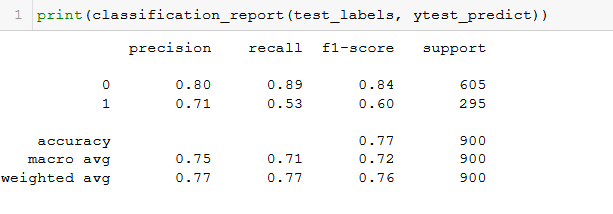 1 print(classification_report(test_labels, ytest_predict))
precision recall f1-score support
0 0.80 0.89 0.84 605
1 0.71 0.53 0.60 295
accuracy 0.77 900
macro avg 0.75 0.71 0.72 900
weighted avg 0.77 0.77 0.76 900